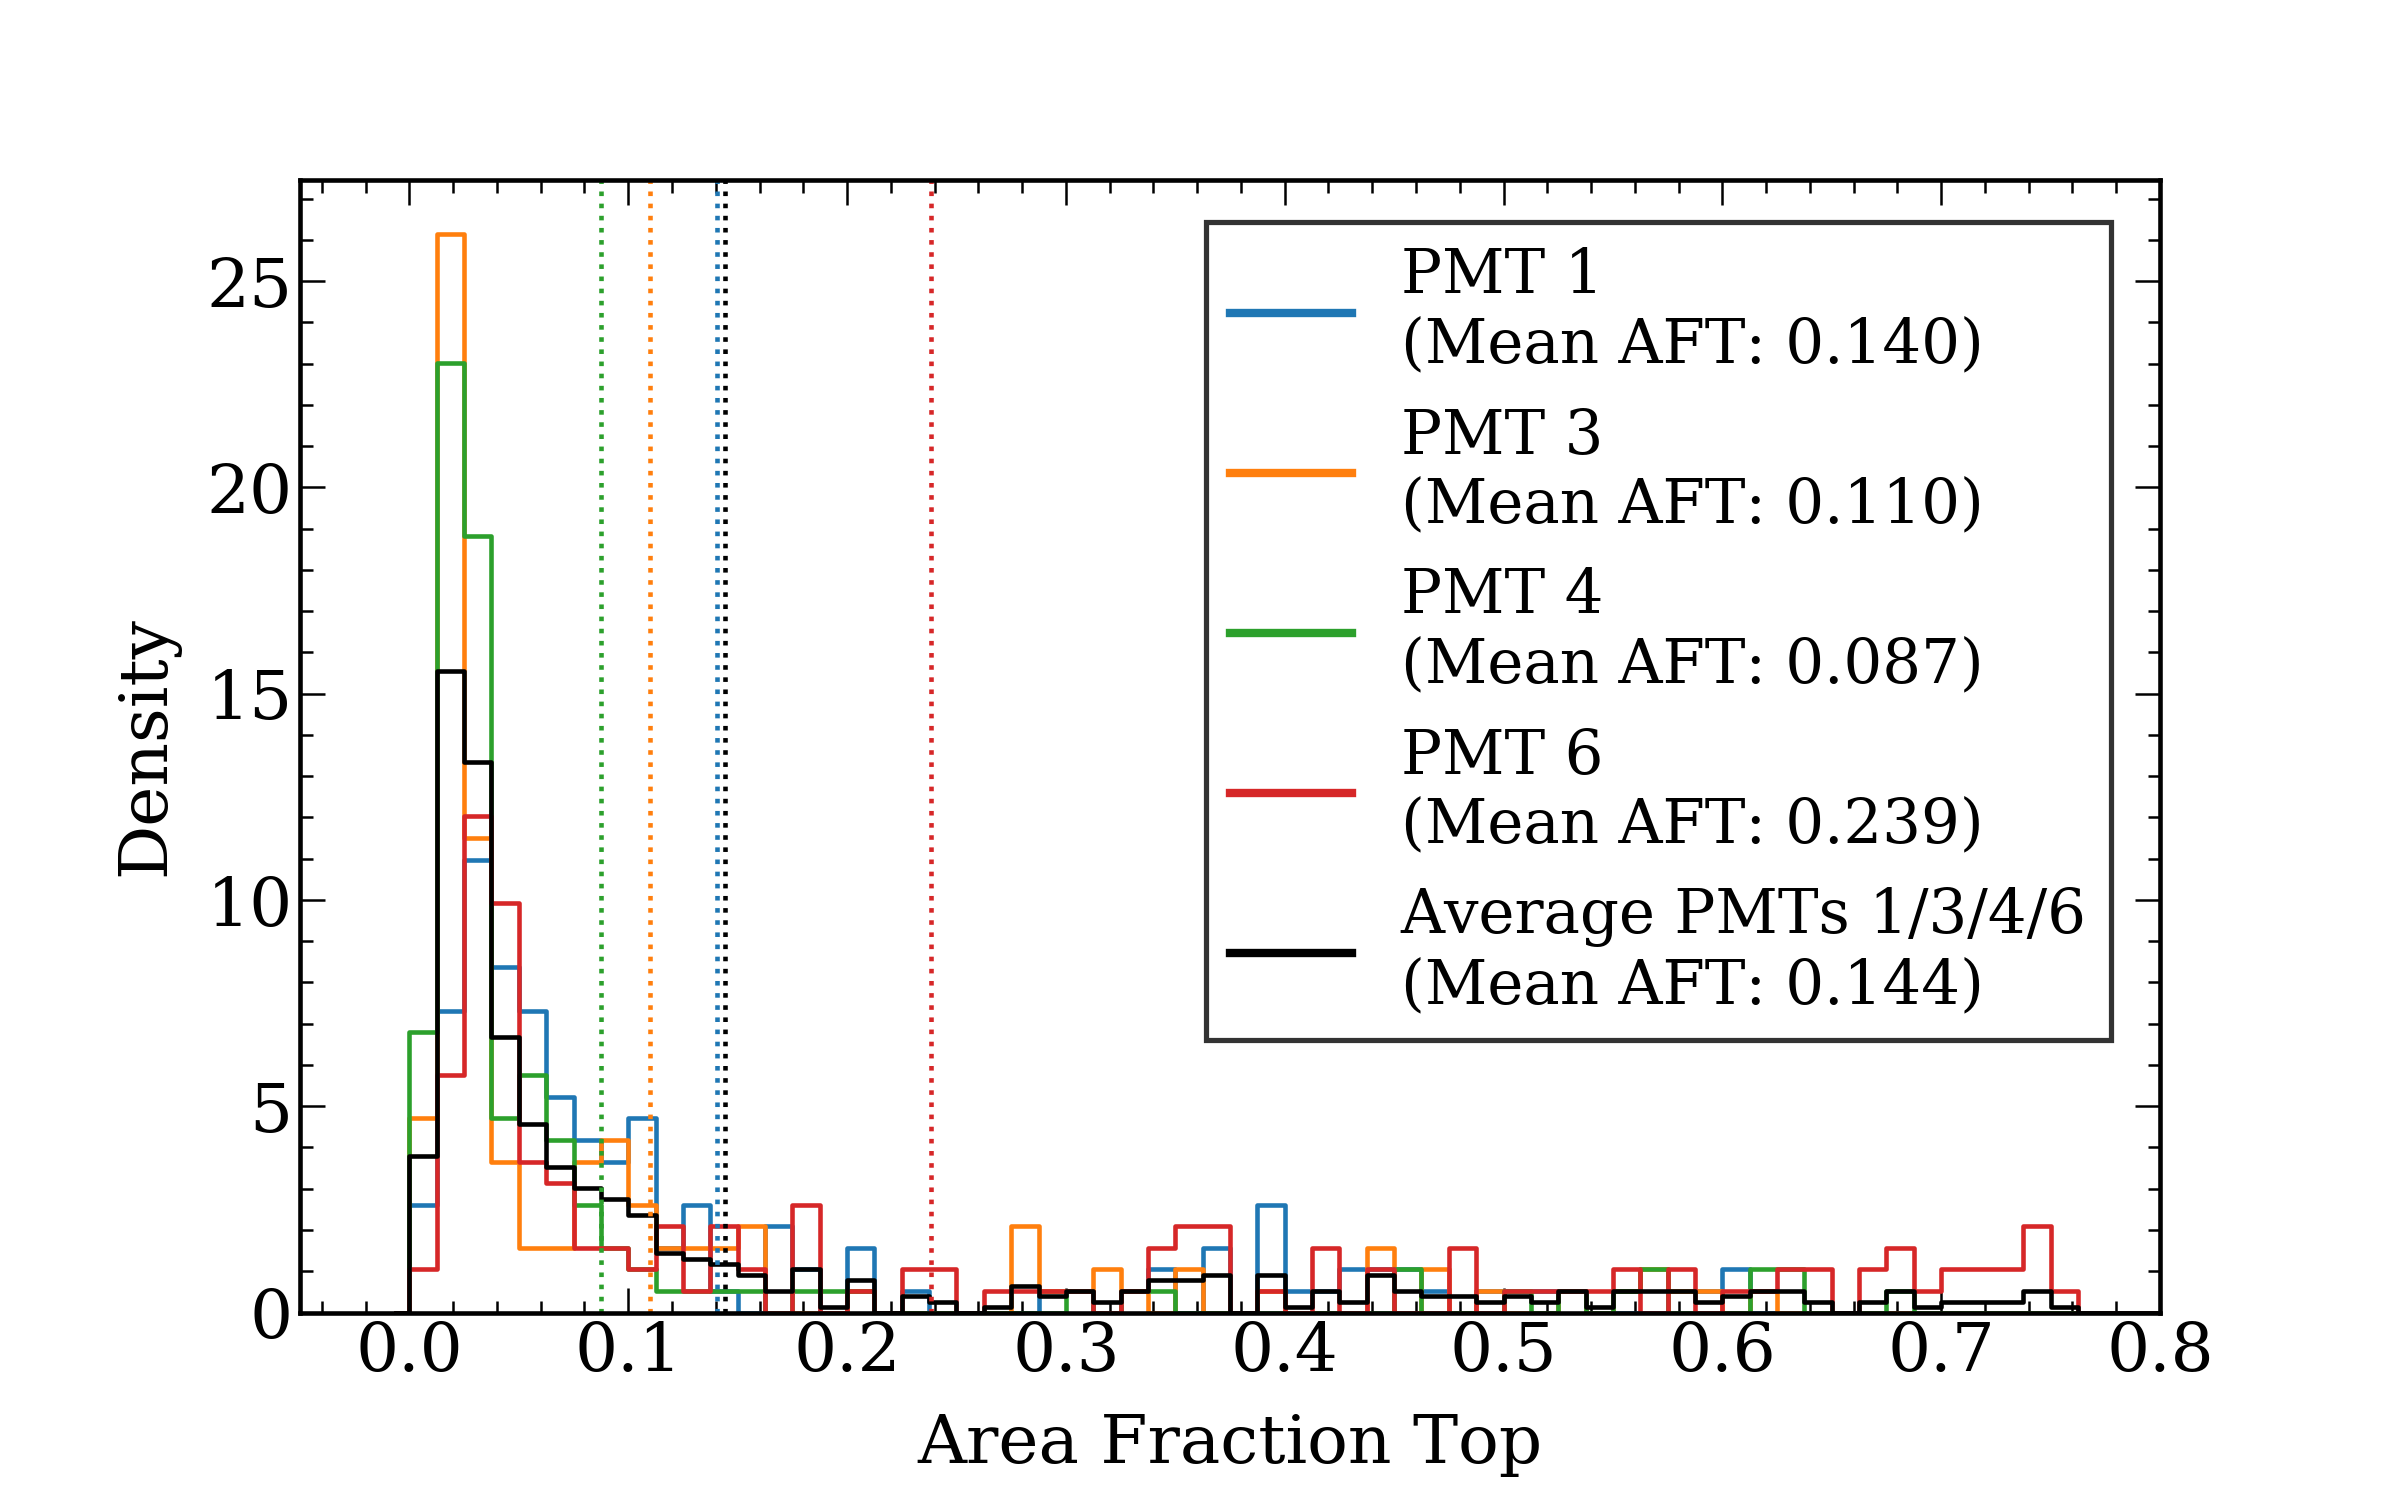 25
20
15
10
5
0
Density
0.0 0.1 0.2 0.3 0.4 0.5 0.6 0.7 0.8
Area Fraction Top
PMT 1
(Mean AFT: 0.140)
PMT 3
(Mean AFT: 0.110)
PMT 4
(Mean AFT: 0.087)
PMT 6
(Mean AFT: 0.239)
Average PMTs 1/3/4/6
(Mean AFT: 0.144)